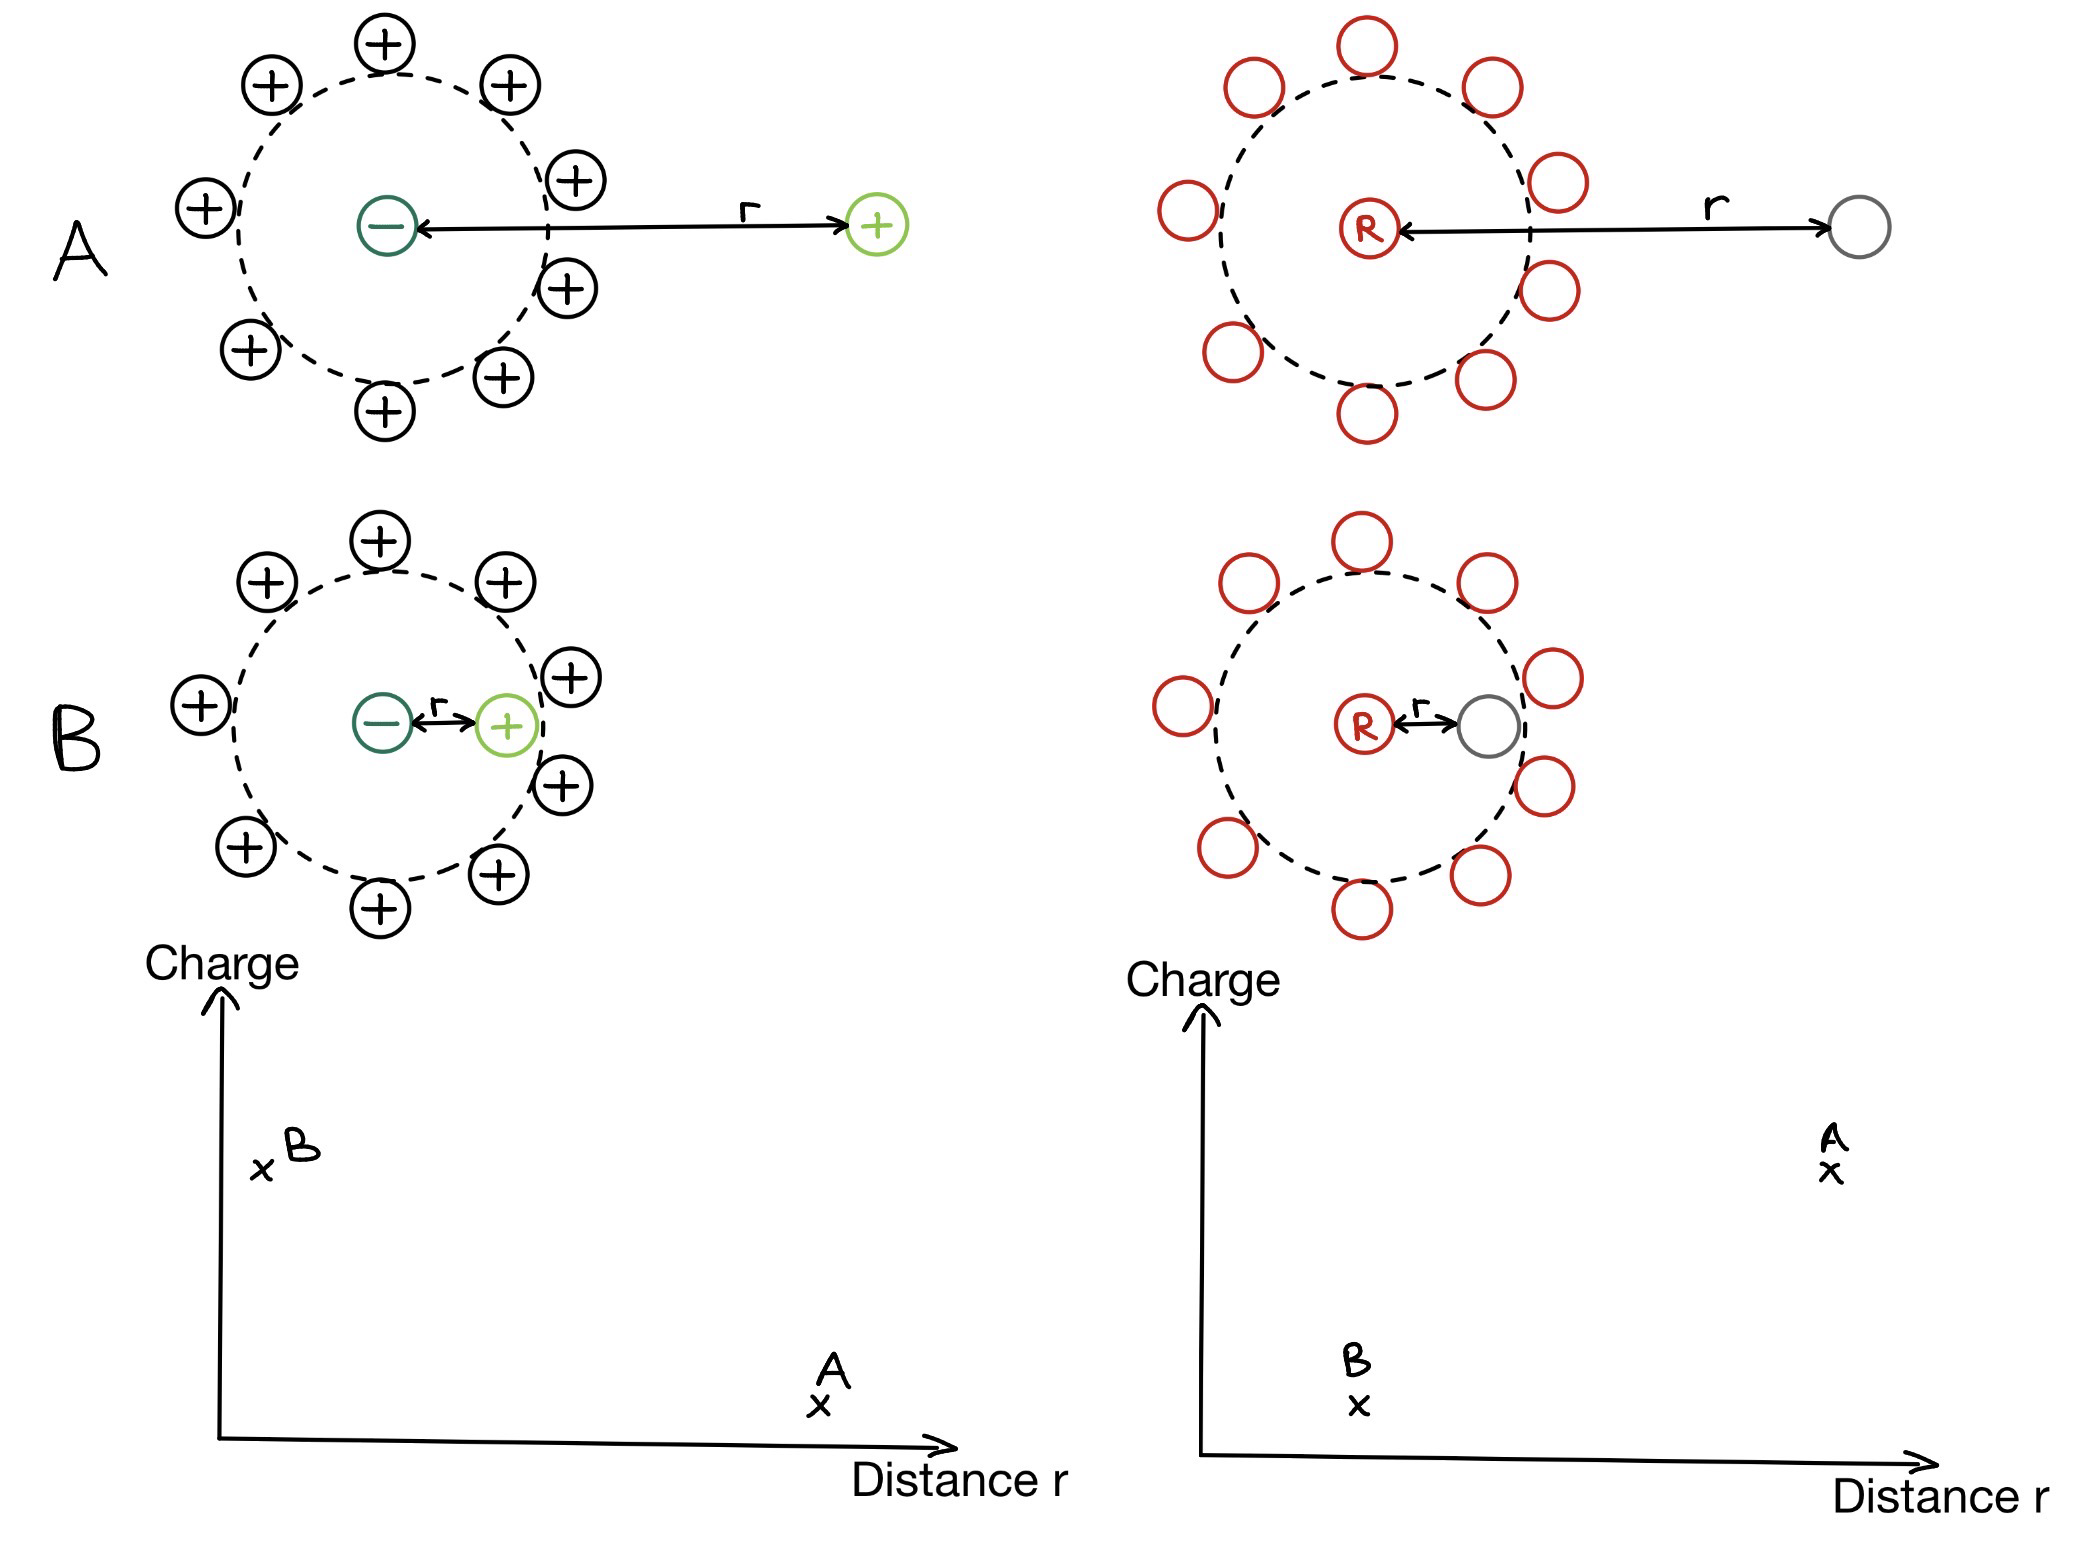 +
+ +
+
r
A + - +
+
+
+
+
r
R
+
+ +
+
r
B + - +
+
+
+
+
r
R
Charge
B
x
A
x
Distance r
Charge
A
x
B
x
Distance r